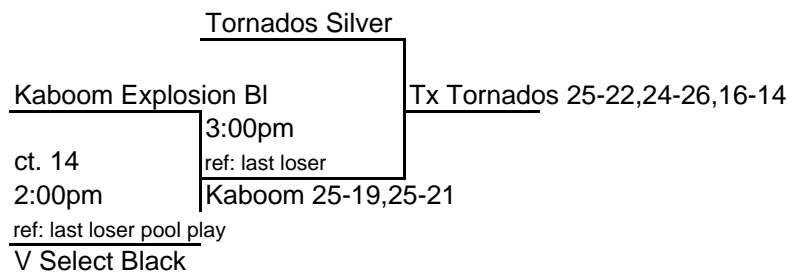 Tornados Silver
Kaboom Explosion Bl
Tx Tornados 25-22,24-26,16-14
3:00pm
ct. 14
ref: last loser
2:00pm
Kaboom 25-19,25-21
ref: last loser pool play
V Select Black